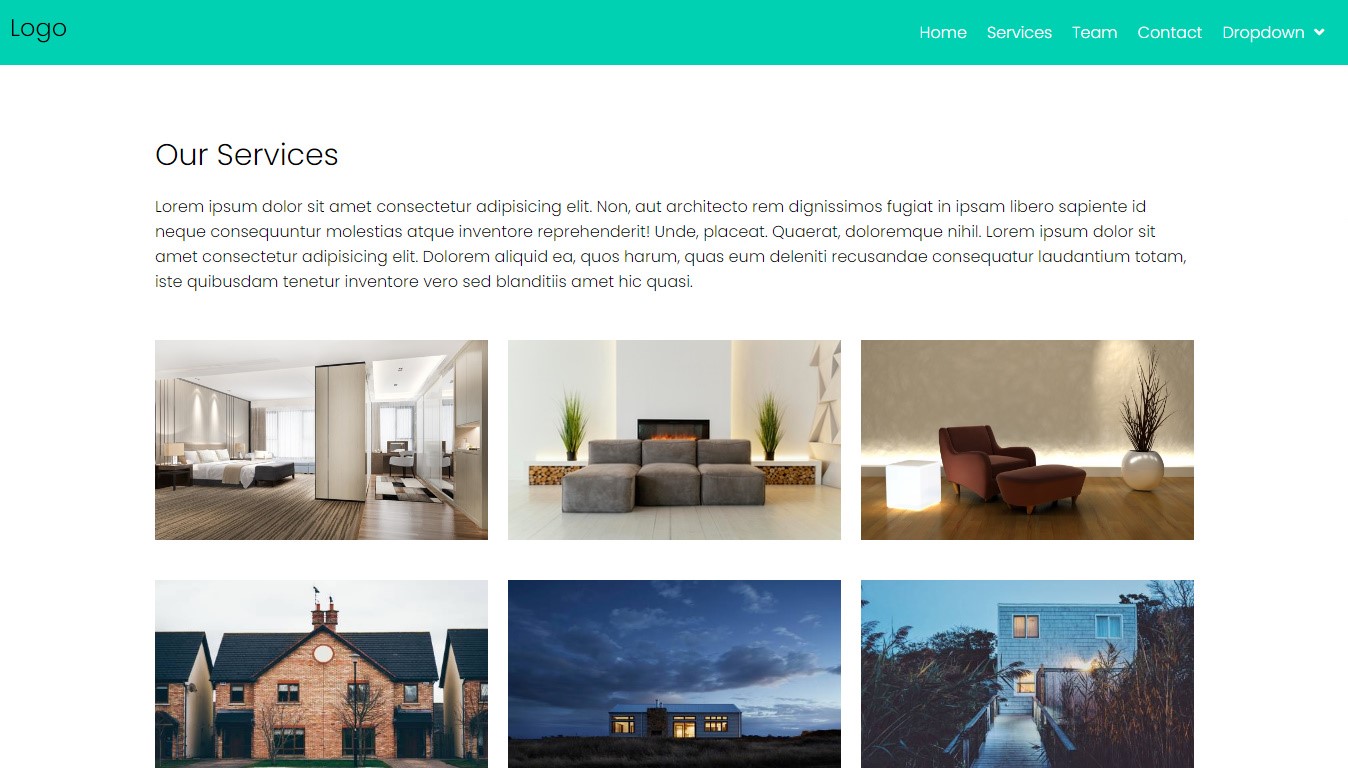 Logo
Home Services Team Contact Dropdown
Our Services
Lorem ipsum dolor sit amet consectetur adipisicing elit. Non, aut architecto rem dignissimos fugiat in ipsam libero sapiente id
neque consequuntur molestias atque inventore reprehenderit! Unde, placeat. Quaerat, doloremque nihil. Lorem ipsum dolor sit
amet consectetur adipisicing elit. Dolorem aliquid ea, quos harum, quas eum deleniti recusandae consequatur laudantium totam,
iste quibusdam tenetur inventore vero sed blanditiis amet hic quasi.